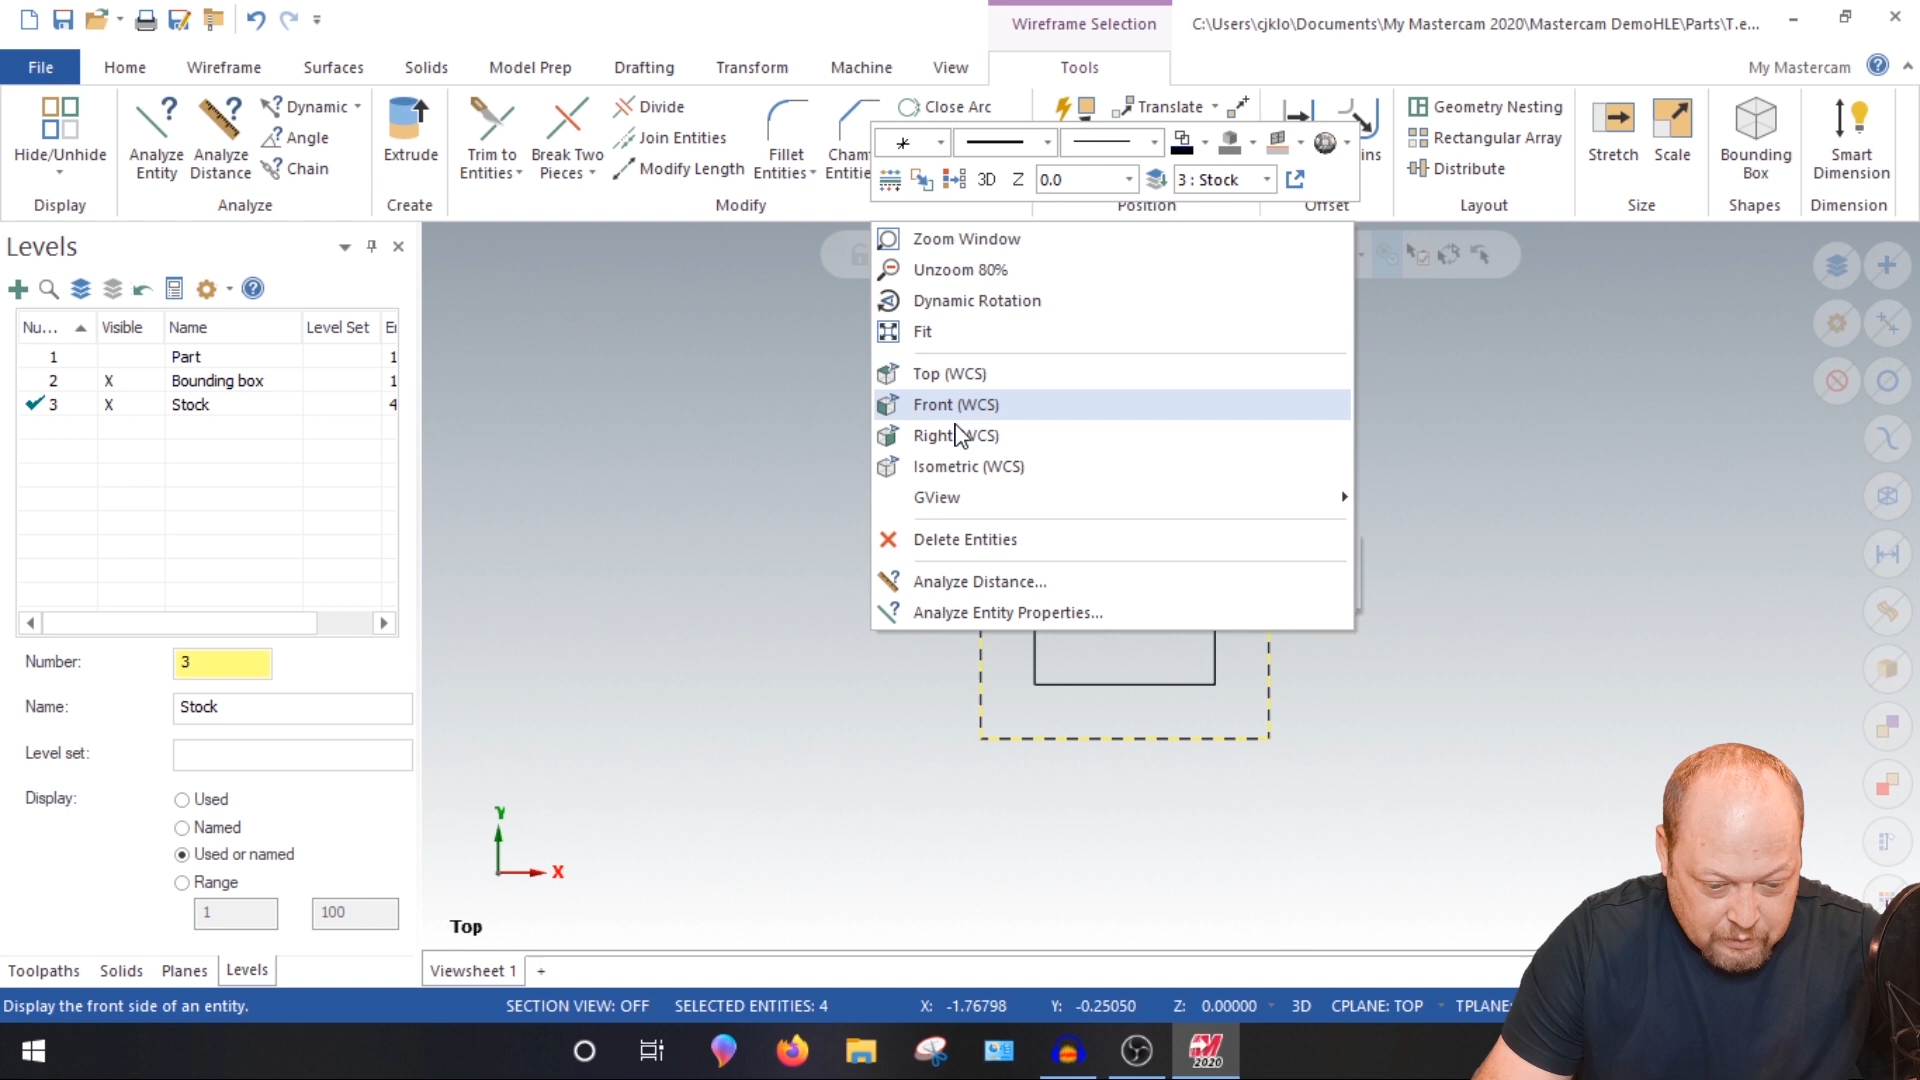 Wireframe Selection
C:\Users\cjklo\Documents\My Mastercam 2020\Mastercam DemoHLE\Parts\T.e...
File
Home
Wireframe
Surfaces
Solids
Model Prep
Drafting
Transform
Machine
View
Tools
My Mastercam
Hide/Unhide
Display
Analyze Entity
Analyze Distance
Dynamic
Angle
Chain
Analyze
Extrude
Create
Trim to Entities
Break Two Pieces
Divide
Join Entities
Modify Length
Fillet Entities
Close Arc
Modify
Translate
Position
Offset
Geometry Nesting
Rectangular Array
Distribute
Layout
Stretch
Scale
Size
Bounding Box
Shapes
Smart Dimension
Dimension
3D
Z
0.0
3 : Stock
Levels
Nu...
Visible
Name
Level Set
1
Part
1
2
X
Bounding box
1
3
X
Stock
4
Number:
3
Name:
Stock
Level set:
Display:
Used
Named
Used or named
Range
1
100
Toolpaths
Solids
Planes
Levels
Zoom Window
Unzoom 80%
Dynamic Rotation
Fit
Top (WCS)
Front (WCS)
Isometric (WCS)
GView
Delete Entities
Analyze Distance...
Analyze Entity Properties...
Y
X
Top
Viewsheet 1
+
Display the front side of an entity.
SECTION VIEW: OFF
SELECTED ENTITIES: 4
X: -1.76798
Y: -0.25050
Z: 0.00000
3D
CPLANE: TOP
TPLANE:
2020